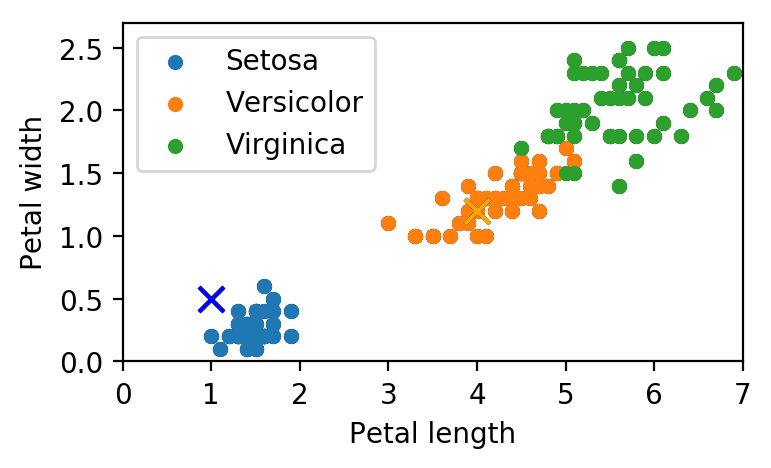 2.5
2.0
1.5
1.0
0.5
0.0
Petal width
Setosa
Versicolor
Virginica
0 1 2 3 4 5 6 7
Petal length